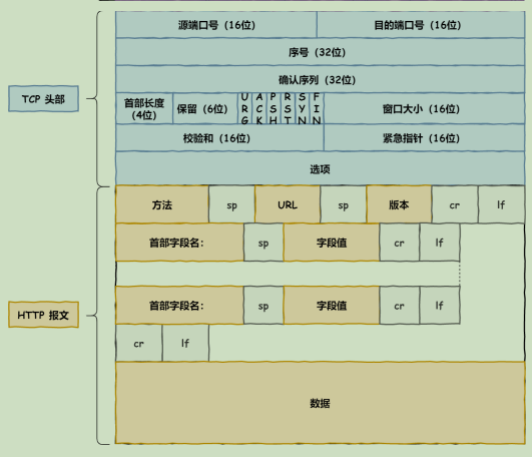 源端口号（16位） 目的端口号（16位）
序号（32位）
确认序列（32位）
TCP 头部
首部长度（4位） 保留（6位） URG ACK PSH RST SYN FIN 窗口大小（16位）
校验和（16位） 紧急指针（16位）
选项
方法 sp URL sp 版本 cr lf
首部字段名： sp 字段值 cr lf
HTTP 报文
首部字段名： sp 字段值 cr lf
cr lf
数据